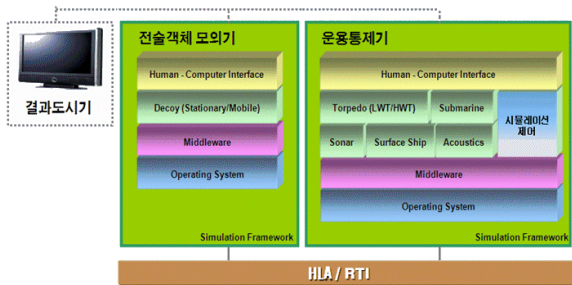 결과도시기
전술객체 모의기
Human - Computer Interface
Decoy (Stationary/Mobile)
Middleware
Operating System
Simulation Framework
운용통제기
Human - Computer Interface
Torpedo (LWT/HWT)
Submarine
시뮬레이션
제어
Sonar
Surface Ship
Acoustics
Middleware
Operating System
Simulation Framework
HLA / RTI